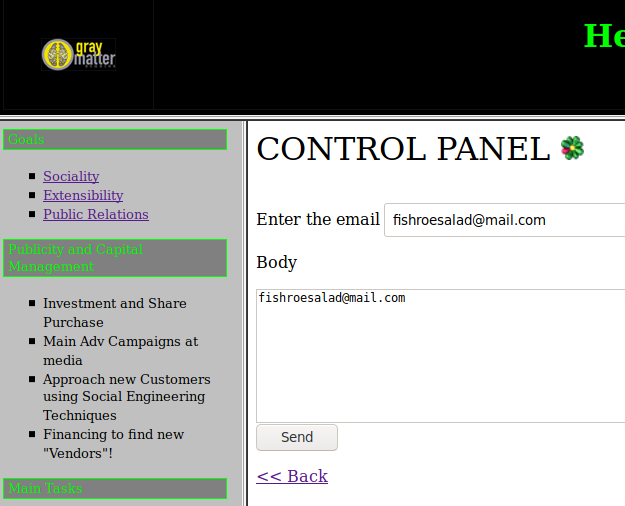 gray
matter
He
Goals
Sociality
Extensibility
Public Relations
Publicity and Capital
Management
Investment and Share
Purchase
Main Adv Campaigns at
media
Approach new Customers
using Social Engineering
Techniques
Financing to find new
"Vendors"!
Main Tasks
CONTROL PANEL
Enter the email fishroesalad@mail.com
Body
fishroesalad@mail.com
Send
<< Back